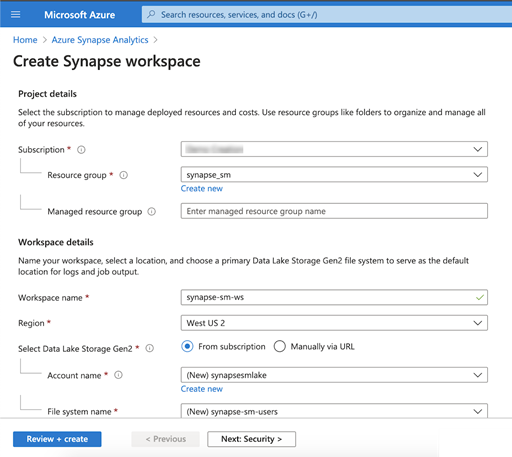 Microsoft Azure
Search resources, services, and docs (G+/)
Home > Azure Synapse Analytics >
Create Synapse workspace
Project details
Select the subscription to manage deployed resources and costs. Use resource groups like folders to organize and manage all
of your resources.
Subscription *
Resource group * synapse_sm
Create new
Managed resource group Enter managed resource group name
Workspace details
Name your workspace, select a location, and choose a primary Data Lake Storage Gen2 file system to serve as the default
location for logs and job output.
Workspace name * synapse-sm-ws
Region * West US 2
Select Data Lake Storage Gen2 * From subscription Manually via URL
Account name * (New) synapsesmlake
Create new
File system name * (New) synapse-sm-users
Review + create < Previous Next: Security >